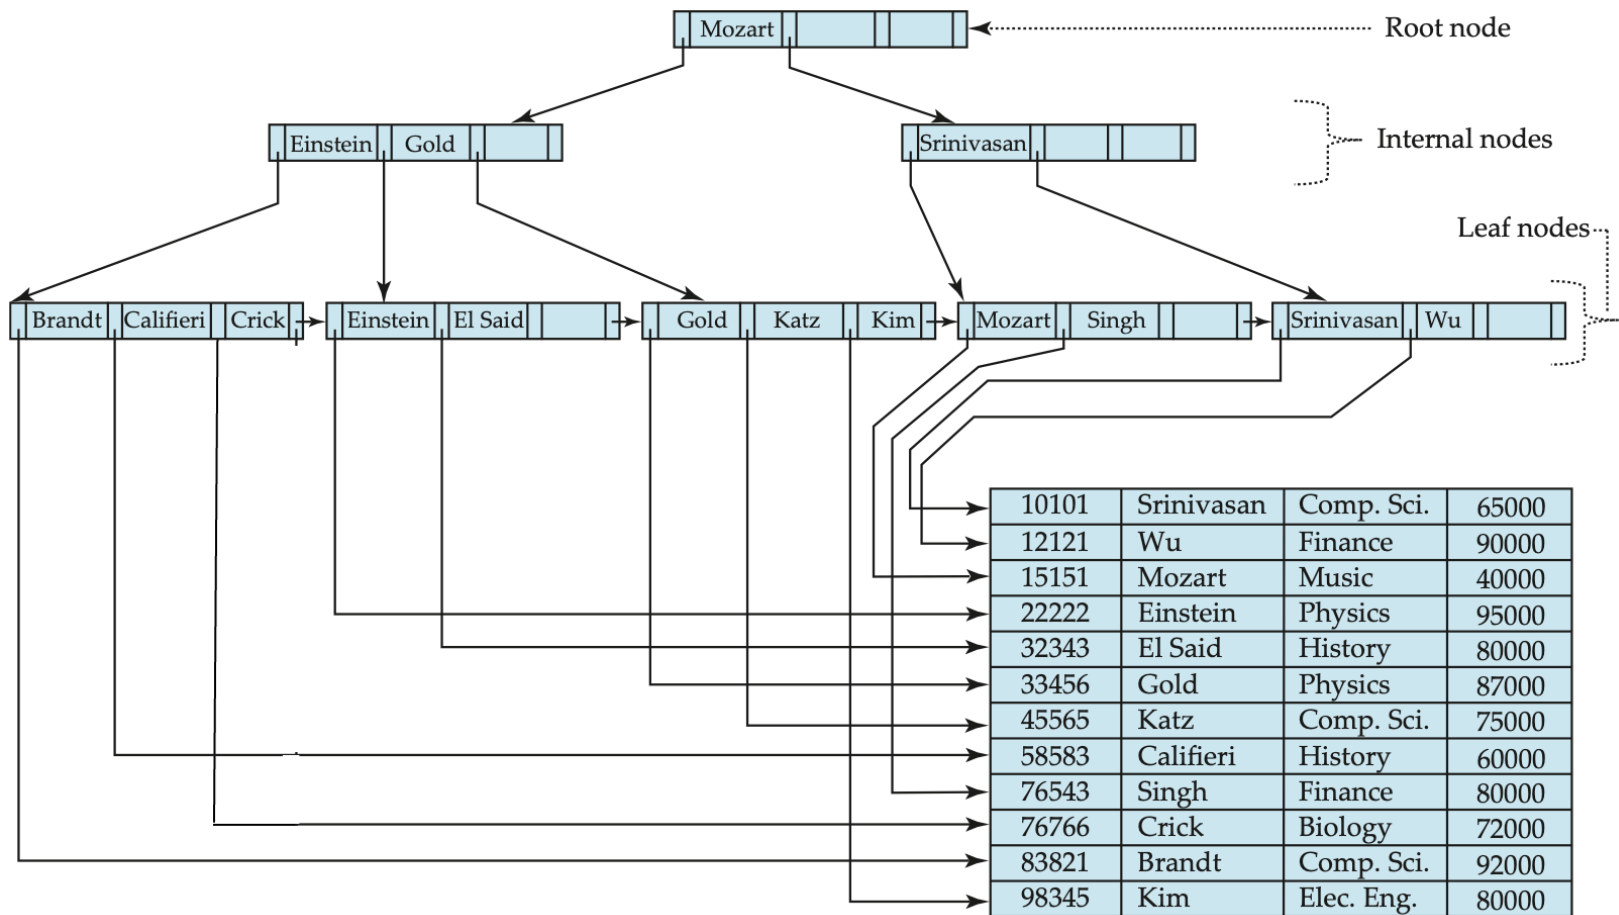 Mozart
Root node
Einstein Gold
Srinivasan
Internal nodes
Leaf nodes
Brandt Califieri Crick
Einstein El Said
Gold Katz Kim
Mozart Singh
Srinivasan Wu
10101 Srinivasan Comp. Sci. 65000
12121 Wu Finance 90000
15151 Mozart Music 40000
22222 Einstein Physics 95000
32343 El Said History 80000
33456 Gold Physics 87000
45565 Katz Comp. Sci. 75000
58583 Califieri History 60000
76543 Singh Finance 80000
76766 Crick Biology 72000
83821 Brandt Comp. Sci. 92000
98345 Kim Elec. Eng. 80000